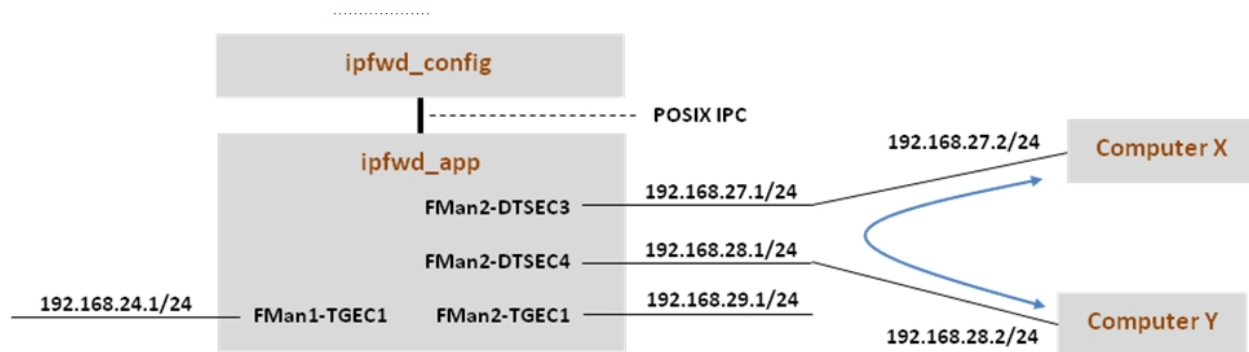 ipfwd_config
POSIX IPC
ipfwd_app
192.168.27.2/24
Computer X
192.168.27.1/24
FMan2-DTSEC3
192.168.28.1/24
FMan2-DTSEC4
192.168.24.1/24
FMan1-TGEC1
FMan2-TGEC1
192.168.29.1/24
192.168.28.2/24
Computer Y